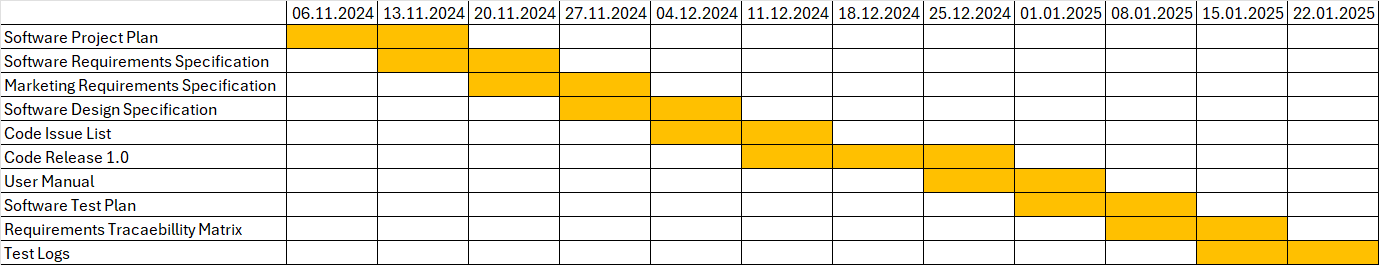 06.11.2024 13.11.2024 20.11.2024 27.11.2024 04.12.2024 11.12.2024 18.12.2024 25.12.2024 01.01.2025 08.01.2025 15.01.2025 22.01.2025
Software Project Plan
Software Requirements Specification
Marketing Requirements Specification
Software Design Specification
Code Issue List
Code Release 1.0
User Manual
Software Test Plan
Requirements Tracaebillity Matrix
Test Logs